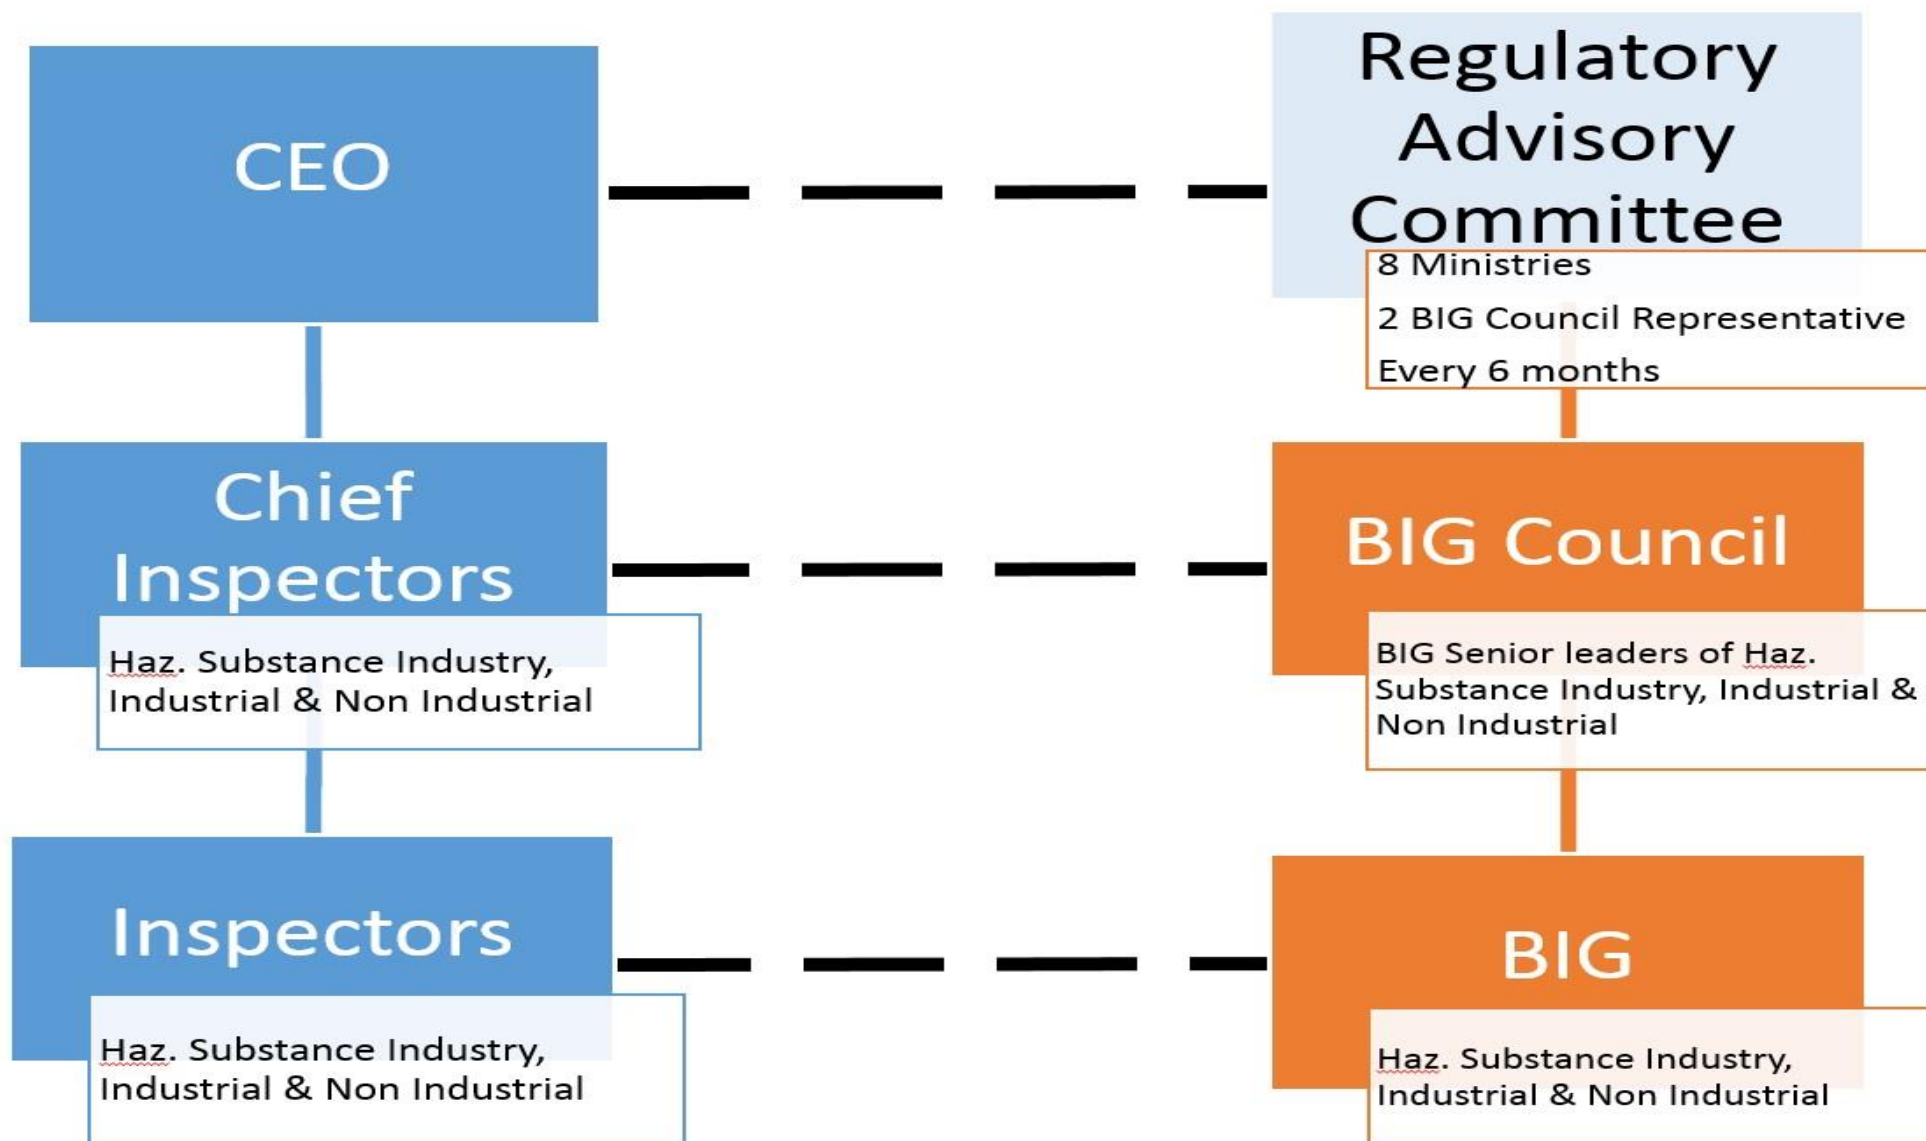 CEO
Regulatory
Advisory
Committee
8 Ministries
2 BIG Council Representative
Every 6 months
Chief
Inspectors
Haz. Substance Industry,
Industrial & Non Industrial
BIG Council
BIG Senior leaders of Haz.
Substance Industry, Industrial &
Non Industrial
Inspectors
Haz. Substance Industry,
Industrial & Non Industrial
BIG
Haz. Substance Industry,
Industrial & Non Industrial